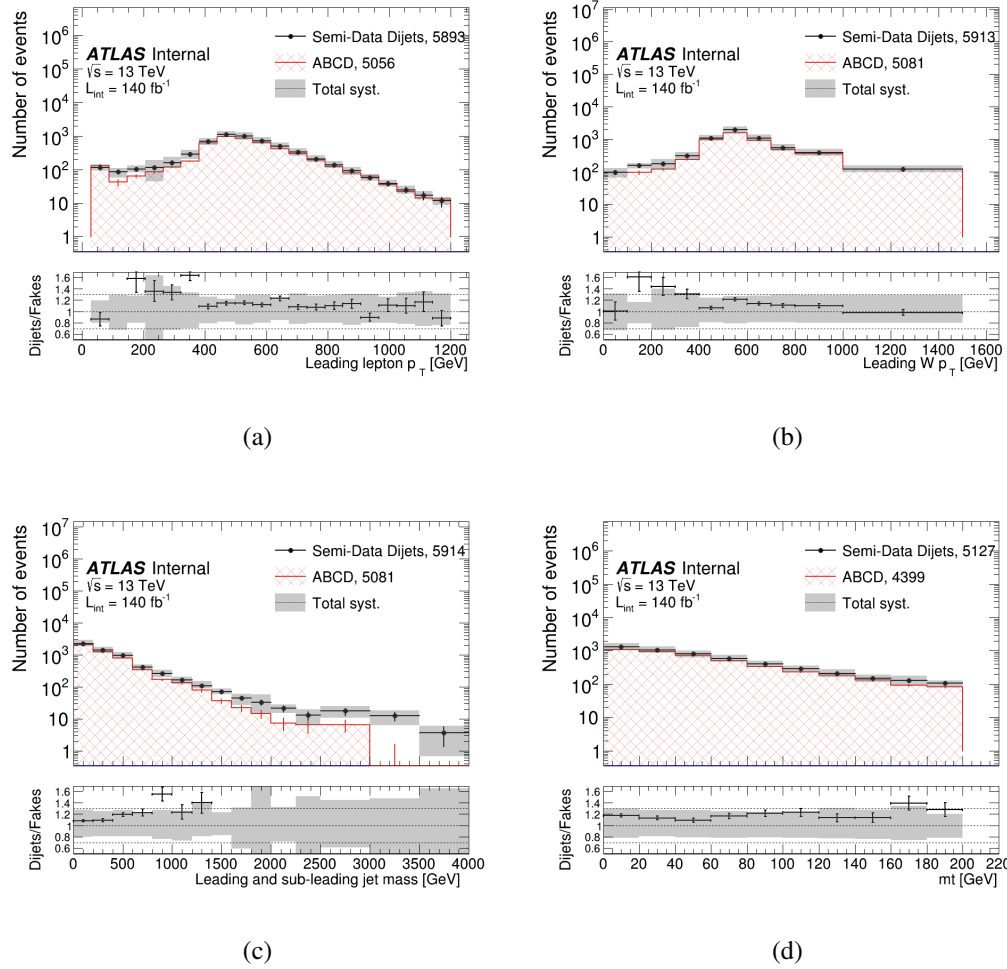 Number of events
10⁶
10⁵
10⁴
10³
10²
10
1
ATLAS Internal
√s = 13 TeV
L_int = 140 fb⁻¹
Semi-Data Dijets, 5893
ABCD, 5056
Total syst.
Dijets/Fakes
1.6
1.4
1.2
1
0.8
0.6
0 200 400 600 800 1000 1200
Leading lepton p_T [GeV]
(a)
Number of events
10⁷
10⁶
10⁵
10⁴
10³
10²
10
1
ATLAS Internal
√s = 13 TeV
L_int = 140 fb⁻¹
Semi-Data Dijets, 5913
ABCD, 5081
Total syst.
Dijets/Fakes
1.6
1.4
1.2
1
0.8
0.6
0 200 400 600 800 1000 1200 1400 1600
Leading W p_T [GeV]
(b)
Number of events
10⁷
10⁶
10⁵
10⁴
10³
10²
10
1
ATLAS Internal
√s = 13 TeV
L_int = 140 fb⁻¹
Semi-Data Dijets, 5914
ABCD, 5081
Total syst.
Dijets/Fakes
1.6
1.4
1.2
1
0.8
0.6
0 500 1000 1500 2000 2500 3000 3500 4000
Leading and sub-leading jet mass [GeV]
(c)
Number of events
10⁶
10⁵
10⁴
10³
10²
10
1
ATLAS Internal
√s = 13 TeV
L_int = 140 fb⁻¹
Semi-Data Dijets, 5127
ABCD, 4399
Total syst.
Dijets/Fakes
1.6
1.4
1.2
1
0.8
0.6
0 20 40 60 80 100 120 140 160 180 200 220
mt [GeV]
(d)